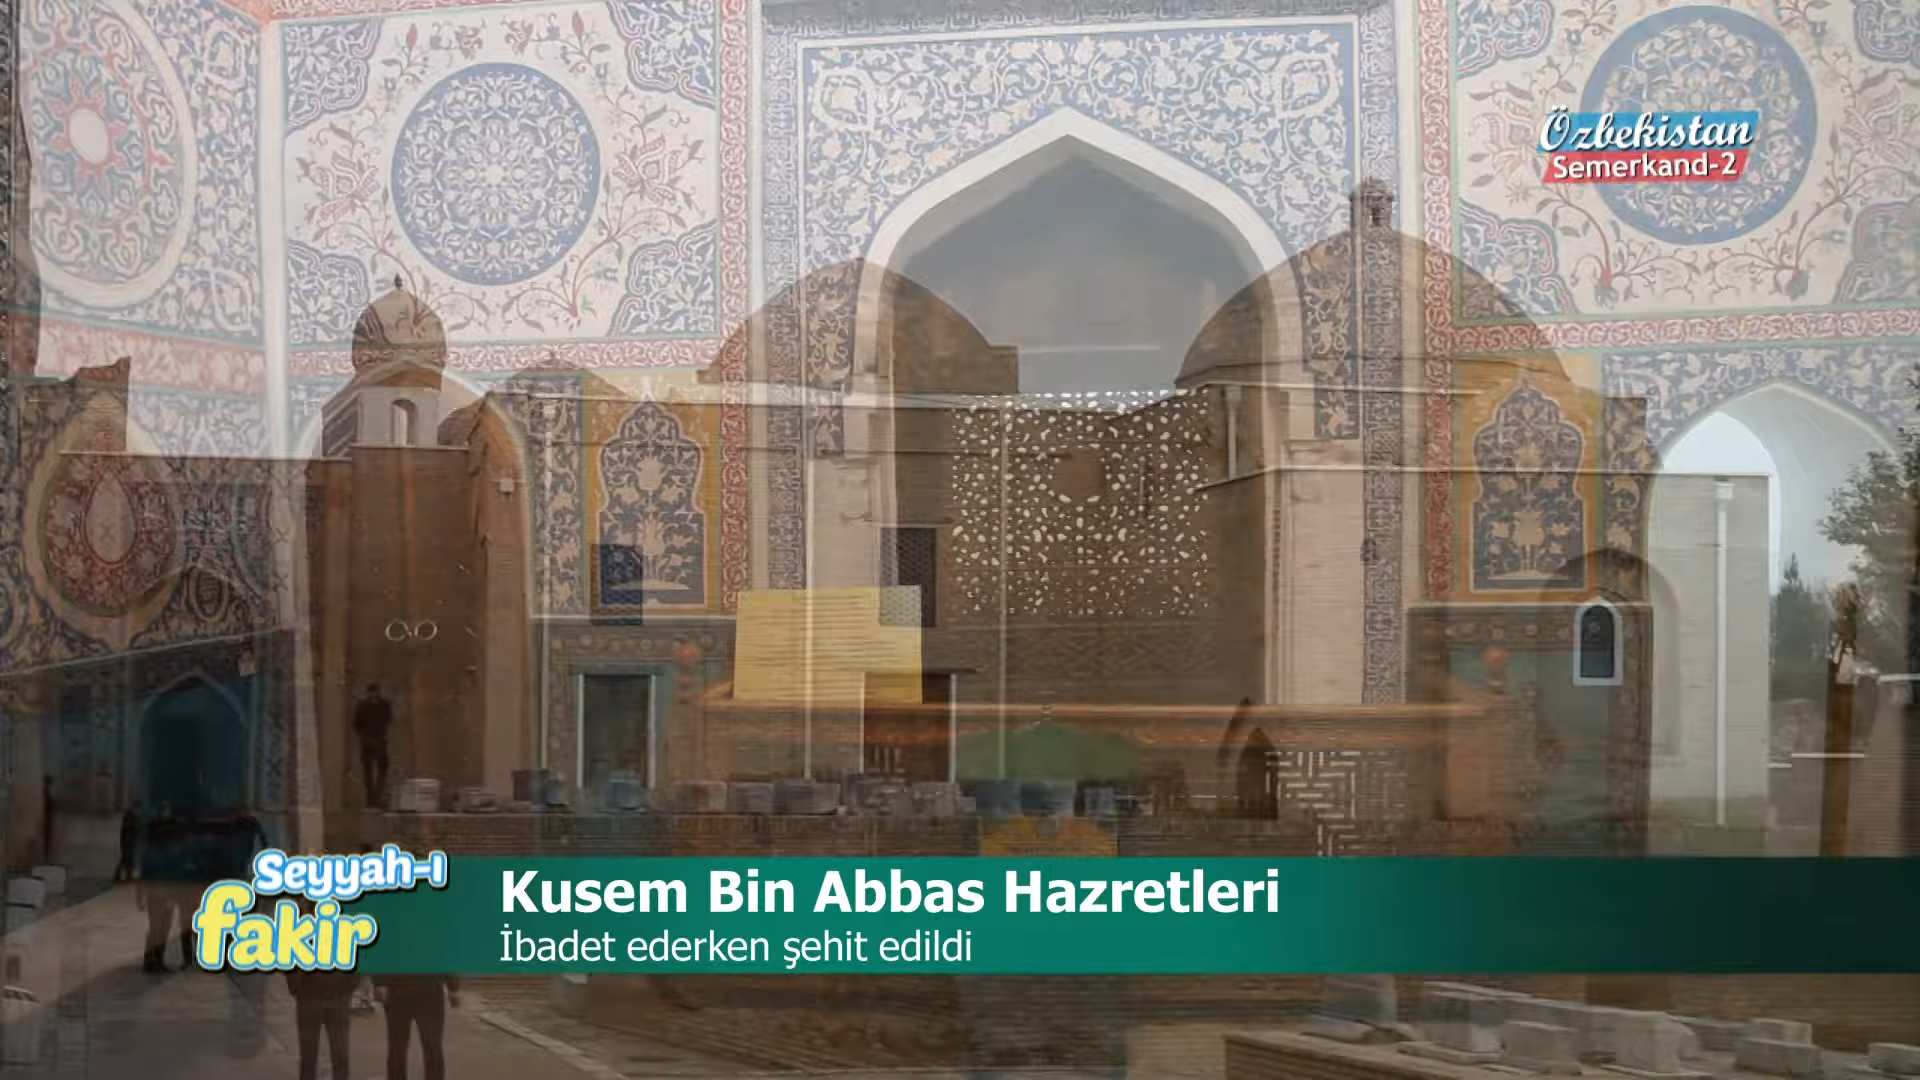 Özbekistan
Semerkand-2
Seyyah-ı
fakir
Kusem Bin Abbas Hazretleri
İbadet ederken şehit edildi